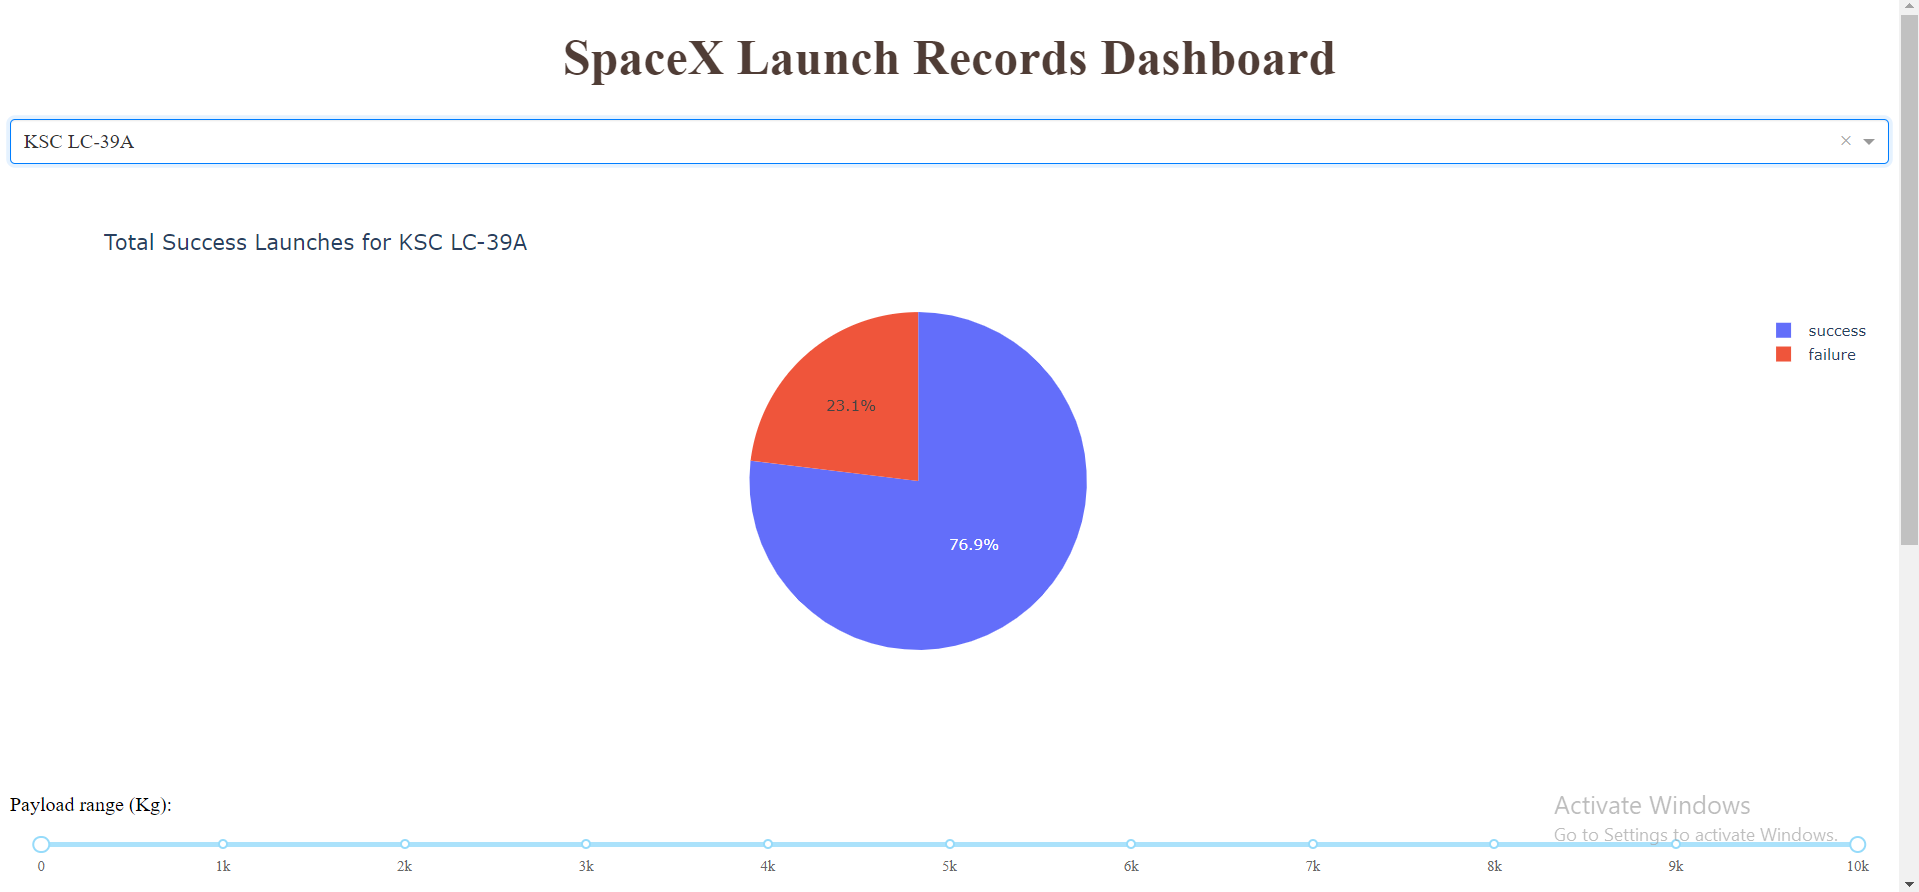 SpaceX Launch Records Dashboard
KSC LC-39A ×
Total Success Launches for KSC LC-39A
success
failure
23.1%
76.9%
Payload range (Kg):
Activate Windows
Go to Settings to activate Windows.
0 1k 2k 3k 4k 5k 6k 7k 8k 9k 10k